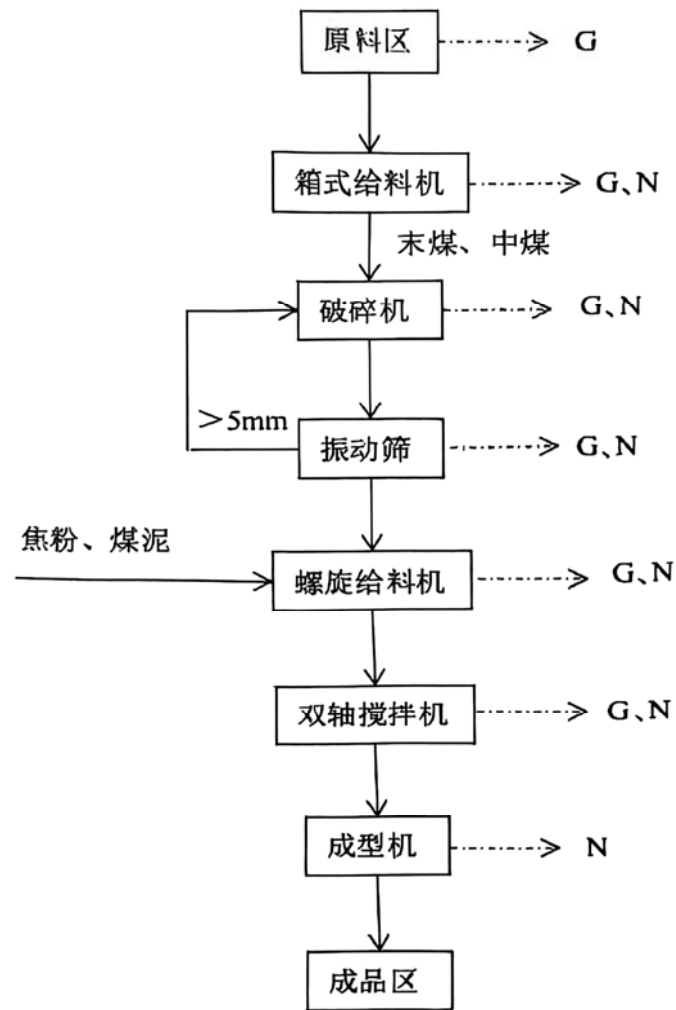 原料区 G
箱式给料机 G、N
末煤、中煤
破碎机 G、N
>5mm
振动筛 G、N
焦粉、煤泥
螺旋给料机 G、N
双轴搅拌机 G、N
成型机 N
成品区